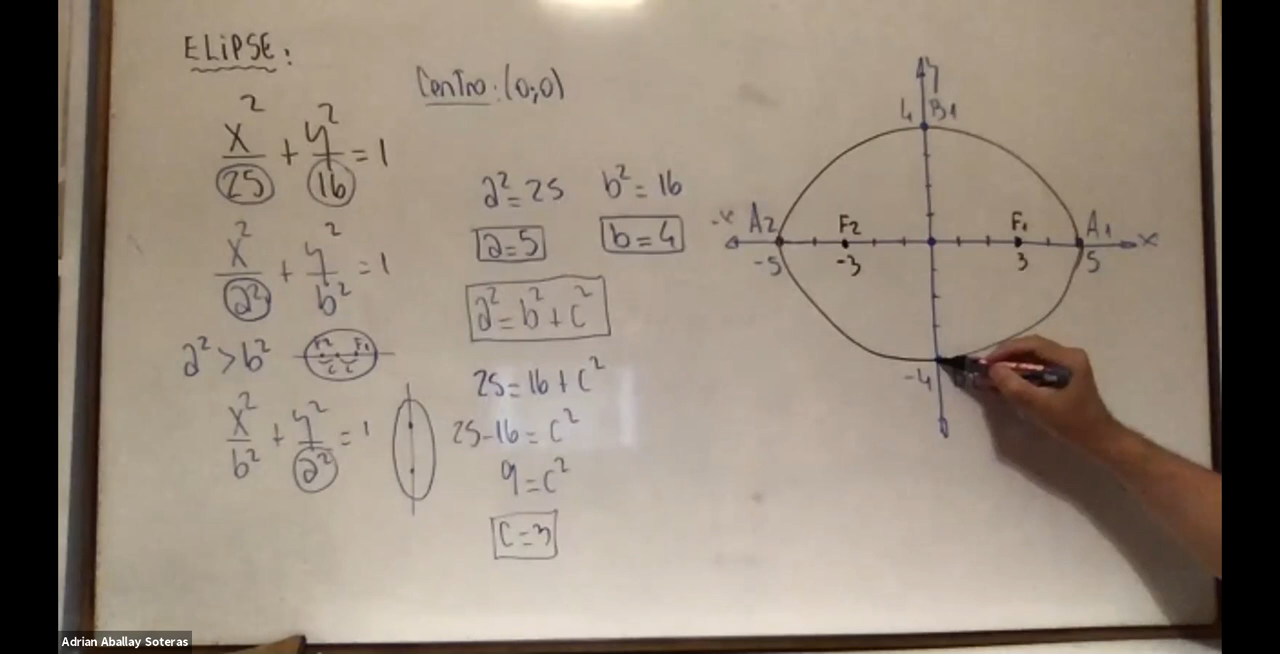 ELIPSE:
x²/25 + y²/16 = 1
x²/a² + y²/b² = 1
a² > b²
F2 F1
c c
x²/b² + y²/a² = 1
Centro: (0;0)
a² = 25 b² = 16
a = 5 b = 4
a² = b² + c²
25 = 16 + c²
25 - 16 = c²
9 = c²
c = 3
y
4 B1
-x A2 F2 F1 A1 x
-5 -3 3 5
-4
Adrian Aballay Soteras